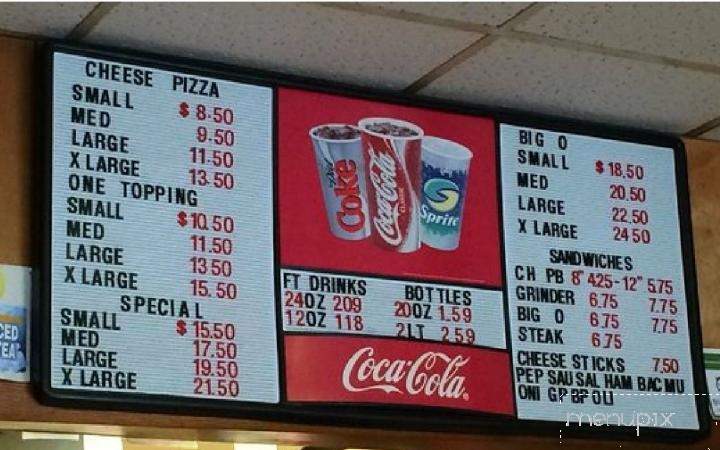 CHEESE PIZZA
SMALL $8.50
MED 9.50
LARGE 11.50
X LARGE 13.50
ONE TOPPING
SMALL $10.50
MED 11.50
LARGE 13.50
X LARGE 15.50
SPECIAL
SMALL $15.50
MED 17.50
LARGE 19.50
X LARGE 21.50
Diet Coke
Coca-Cola
CLASSIC
Sprite
FT DRINKS
24OZ 209
12OZ 118
BOTTLES
20OZ 1.59
2LT 2.59
Coca-Cola
BIG O
SMALL $18.50
MED 20.50
LARGE 22.50
X LARGE 24 50
SANDWICHES
CH PB 8" 425-12" 5.75
GRINDER 6.75 7.75
BIG O 6.75 7.75
STEAK 6.75
CHEESE STICKS 7.50
PEP SAU SAL HAM BAC MU
ONI GP BF OLI
menupix